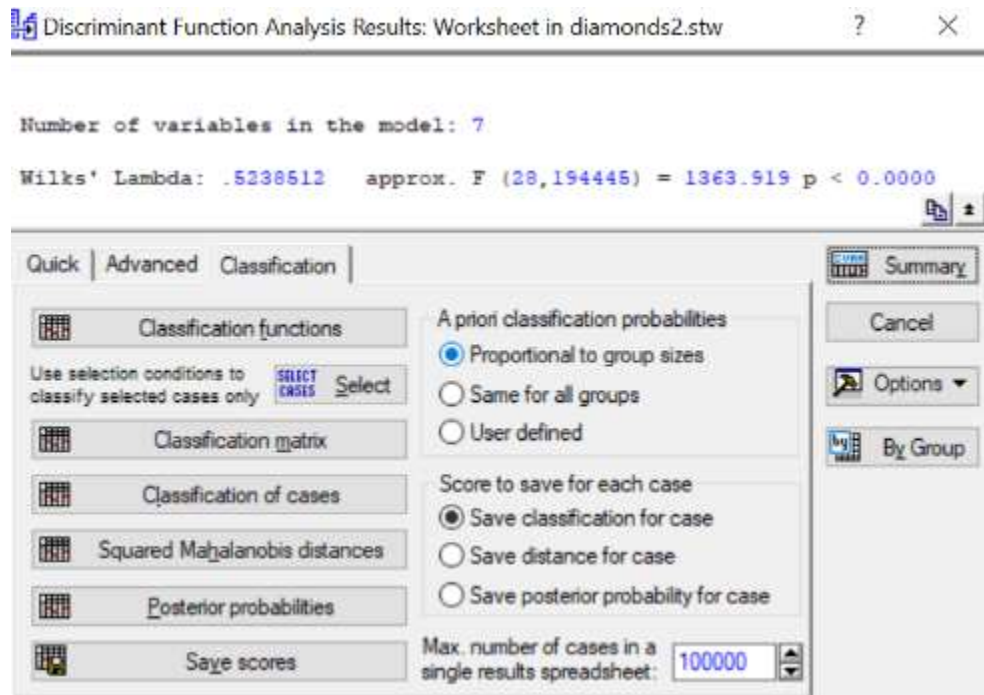 Discriminant Function Analysis Results: Worksheet in diamonds2.stw ? ×
Number of variables in the model: 7
Wilks' Lambda: .5238512 approx. F (28,194445) = 1363.919 p < 0.0000
Quick Advanced Classification
Classification functions
Use selection conditions to
classify selected cases only
SELECT
CASES
Select
Classification matrix
Classification of cases
Squared Mahalanobis distances
Posterior probabilities
Save scores
A priori classification probabilities
Proportional to group sizes
Same for all groups
User defined
Score to save for each case
Save classification for case
Save distance for case
Save posterior probability for case
Max. number of cases in a
single results spreadsheet: 100000
Summary
Cancel
Options
By Group